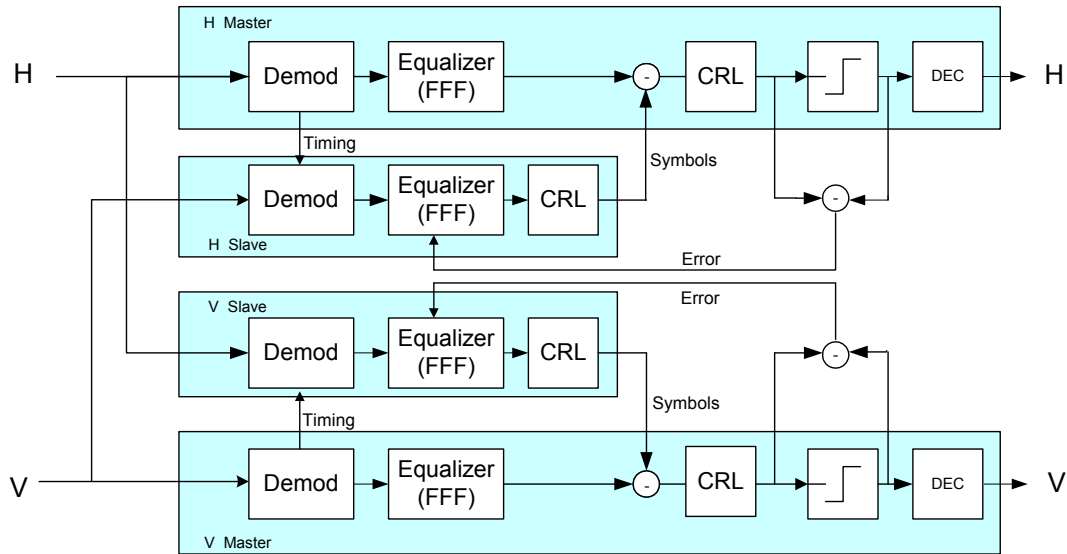 H Master
H
Demod
Equalizer
(FFF)
-
CRL
DEC
H
Timing
Symbols
Demod
Equalizer
(FFF)
CRL
-
H Slave
Error
Error
V Slave
Demod
Equalizer
(FFF)
CRL
-
Timing
Symbols
V
Demod
Equalizer
(FFF)
-
CRL
DEC
V
V Master